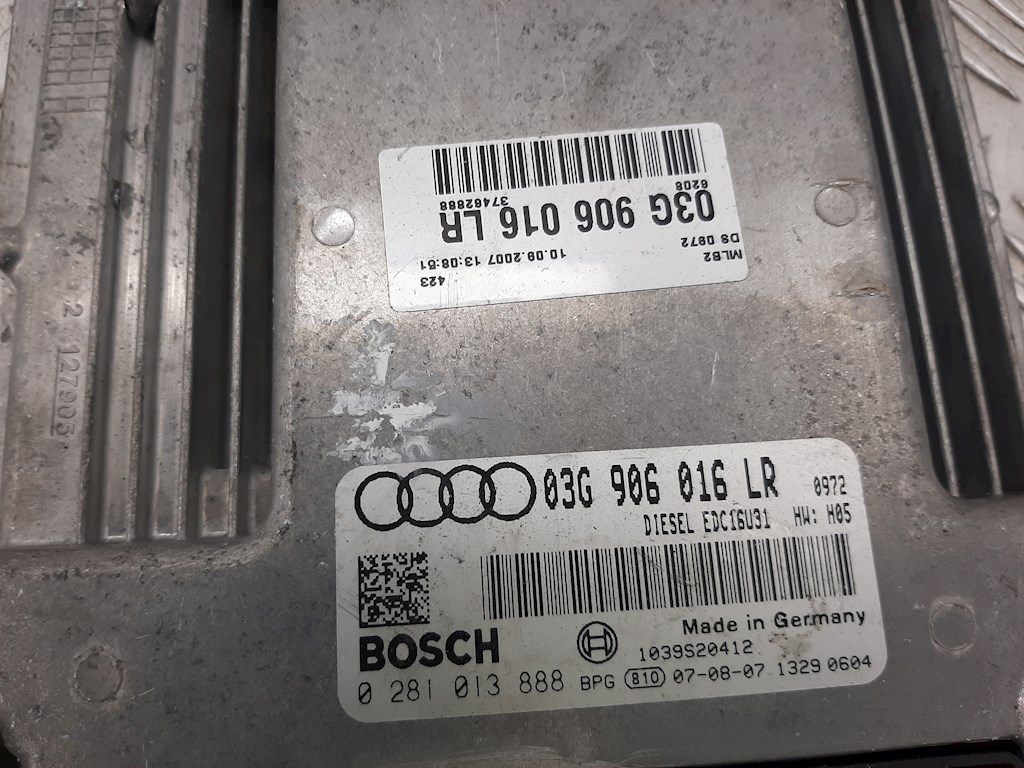 03G 906 016 LR
6208
37462888
MLB2
DS 0972
10.09.2007 13:08:51
423
2 127905
03G 906 016 LR 0972
DIESEL EDC16U31 HW: H05
BOSCH
Made in Germany
1039S20412
0 281 013 888 BPG 810 07-08-07 1329 0604